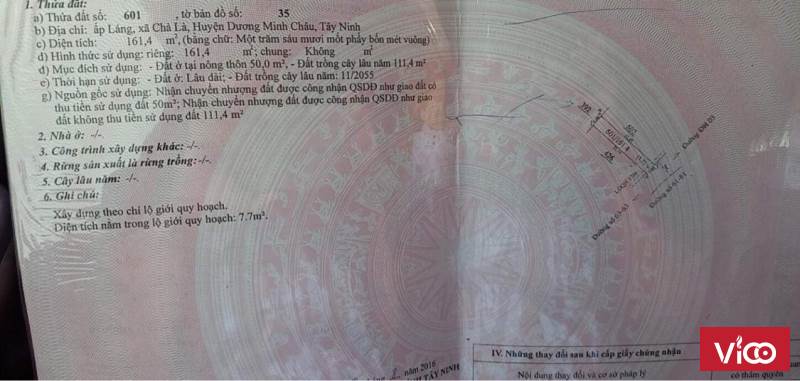 1. Thửa đất:
a) Thửa đất số: 601 , tờ bản đồ số: 35
b) Địa chỉ: ấp Láng, xã Chà Là, Huyện Dương Minh Châu, Tây Ninh
c) Diện tích: 161,4 m², (bằng chữ: Một trăm sáu mươi mốt phẩy bốn mét vuông)
d) Hình thức sử dụng: riêng: 161,4 m²; chung: Không m²
đ) Mục đích sử dụng: - Đất ở tại nông thôn 50,0 m², - Đất trồng cây lâu năm 111,4 m²
e) Thời hạn sử dụng: - Đất ở: Lâu dài; - Đất trồng cây lâu năm: 11/2055
g) Nguồn gốc sử dụng: Nhận chuyển nhượng đất được công nhận QSDĐ như giao đất có
thu tiền sử dụng đất 50m²; Nhận chuyển nhượng đất được công nhận QSDĐ như giao
đất không thu tiền sử dụng đất 111,4 m²
2. Nhà ở: -/-.
3. Công trình xây dựng khác: -/-.
4. Rừng sản xuất là rừng trồng:-/-.
5. Cây lâu năm: -/-.
6. Ghi chú:
Xây dựng theo chỉ lộ giới quy hoạch.
Diện tích nằm trong lộ giới quy hoạch: 7.7m².
năm 2016
TÂY NINH
IV. Những thay đổi sau khi cấp giấy chứng nhận
Nội dung thay đổi và cơ sở pháp lý
có thẩm quyền
ViCO